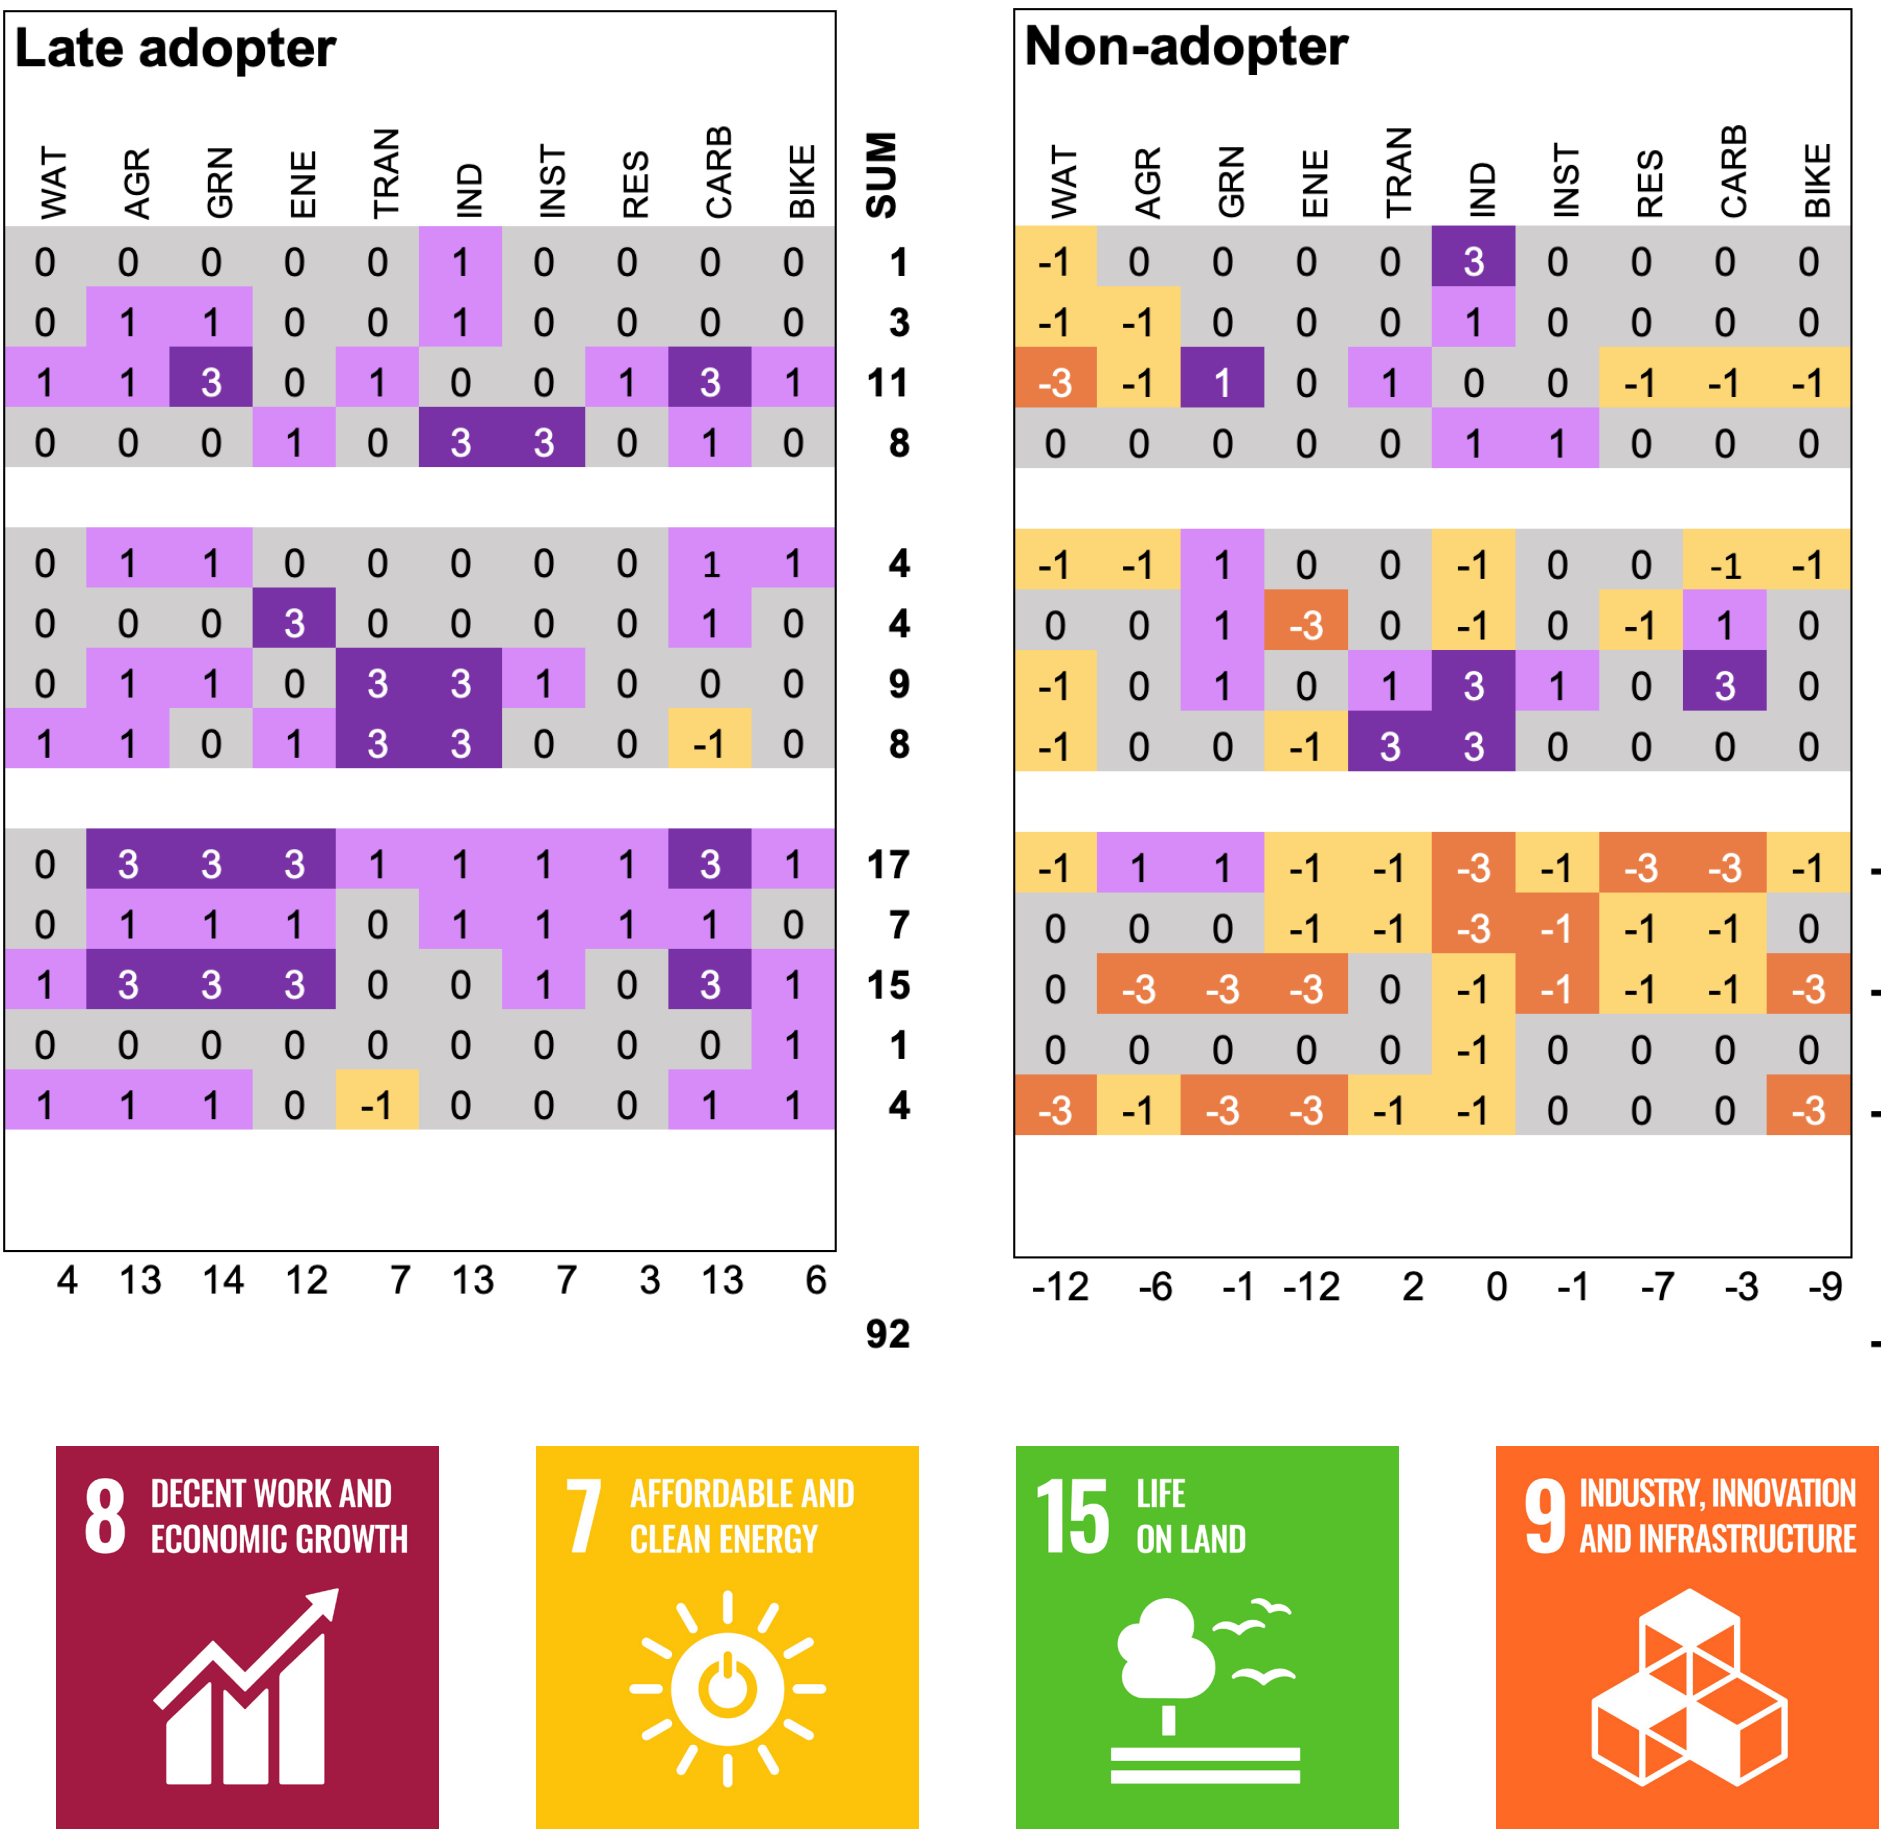 Late adopter
WAT AGR GRN ENE TRAN IND INST RES CARB BIKE SUM
0 0 0 0 0 1 0 0 0 0 1
0 1 1 0 0 1 0 0 0 0 3
1 1 3 0 1 0 0 1 3 1 11
0 0 0 1 0 3 3 0 1 0 8
0 1 1 0 0 0 0 0 1 1 4
0 0 0 3 0 0 0 0 1 0 4
0 1 1 0 3 3 1 0 0 0 9
1 1 0 1 3 3 0 0 -1 0 8
0 3 3 3 1 1 1 1 3 1 17
0 1 1 1 0 1 1 1 1 0 7
1 3 3 3 0 0 1 0 3 1 15
0 0 0 0 0 0 0 0 0 1 1
1 1 1 0 -1 0 0 0 1 1 4
4 13 14 12 7 13 7 3 13 6
92
Non-adopter
WAT AGR GRN ENE TRAN IND INST RES CARB BIKE
-1 0 0 0 0 3 0 0 0 0
-1 -1 0 0 0 1 0 0 0 0
-3 -1 1 0 1 0 0 -1 -1 -1
0 0 0 0 0 1 1 0 0 0
-1 -1 1 0 0 -1 0 0 -1 -1
0 0 1 -3 0 -1 0 -1 1 0
-1 0 1 0 1 3 1 0 3 0
-1 0 0 -1 3 3 0 0 0 0
-1 1 1 -1 -1 -3 -1 -3 -3 -1 -
0 0 0 -1 -1 -3 -1 -1 -1 0
0 -3 -3 -3 0 -1 -1 -1 -1 -3 -
0 0 0 0 0 -1 0 0 0 0
-3 -1 -3 -3 -1 -1 0 0 0 -3 -
-12 -6 -1 -12 2 0 -1 -7 -3 -9
-
8 DECENT WORK AND
ECONOMIC GROWTH
7 AFFORDABLE AND
CLEAN ENERGY
15 LIFE
ON LAND
9 INDUSTRY, INNOVATION
AND INFRASTRUCTURE